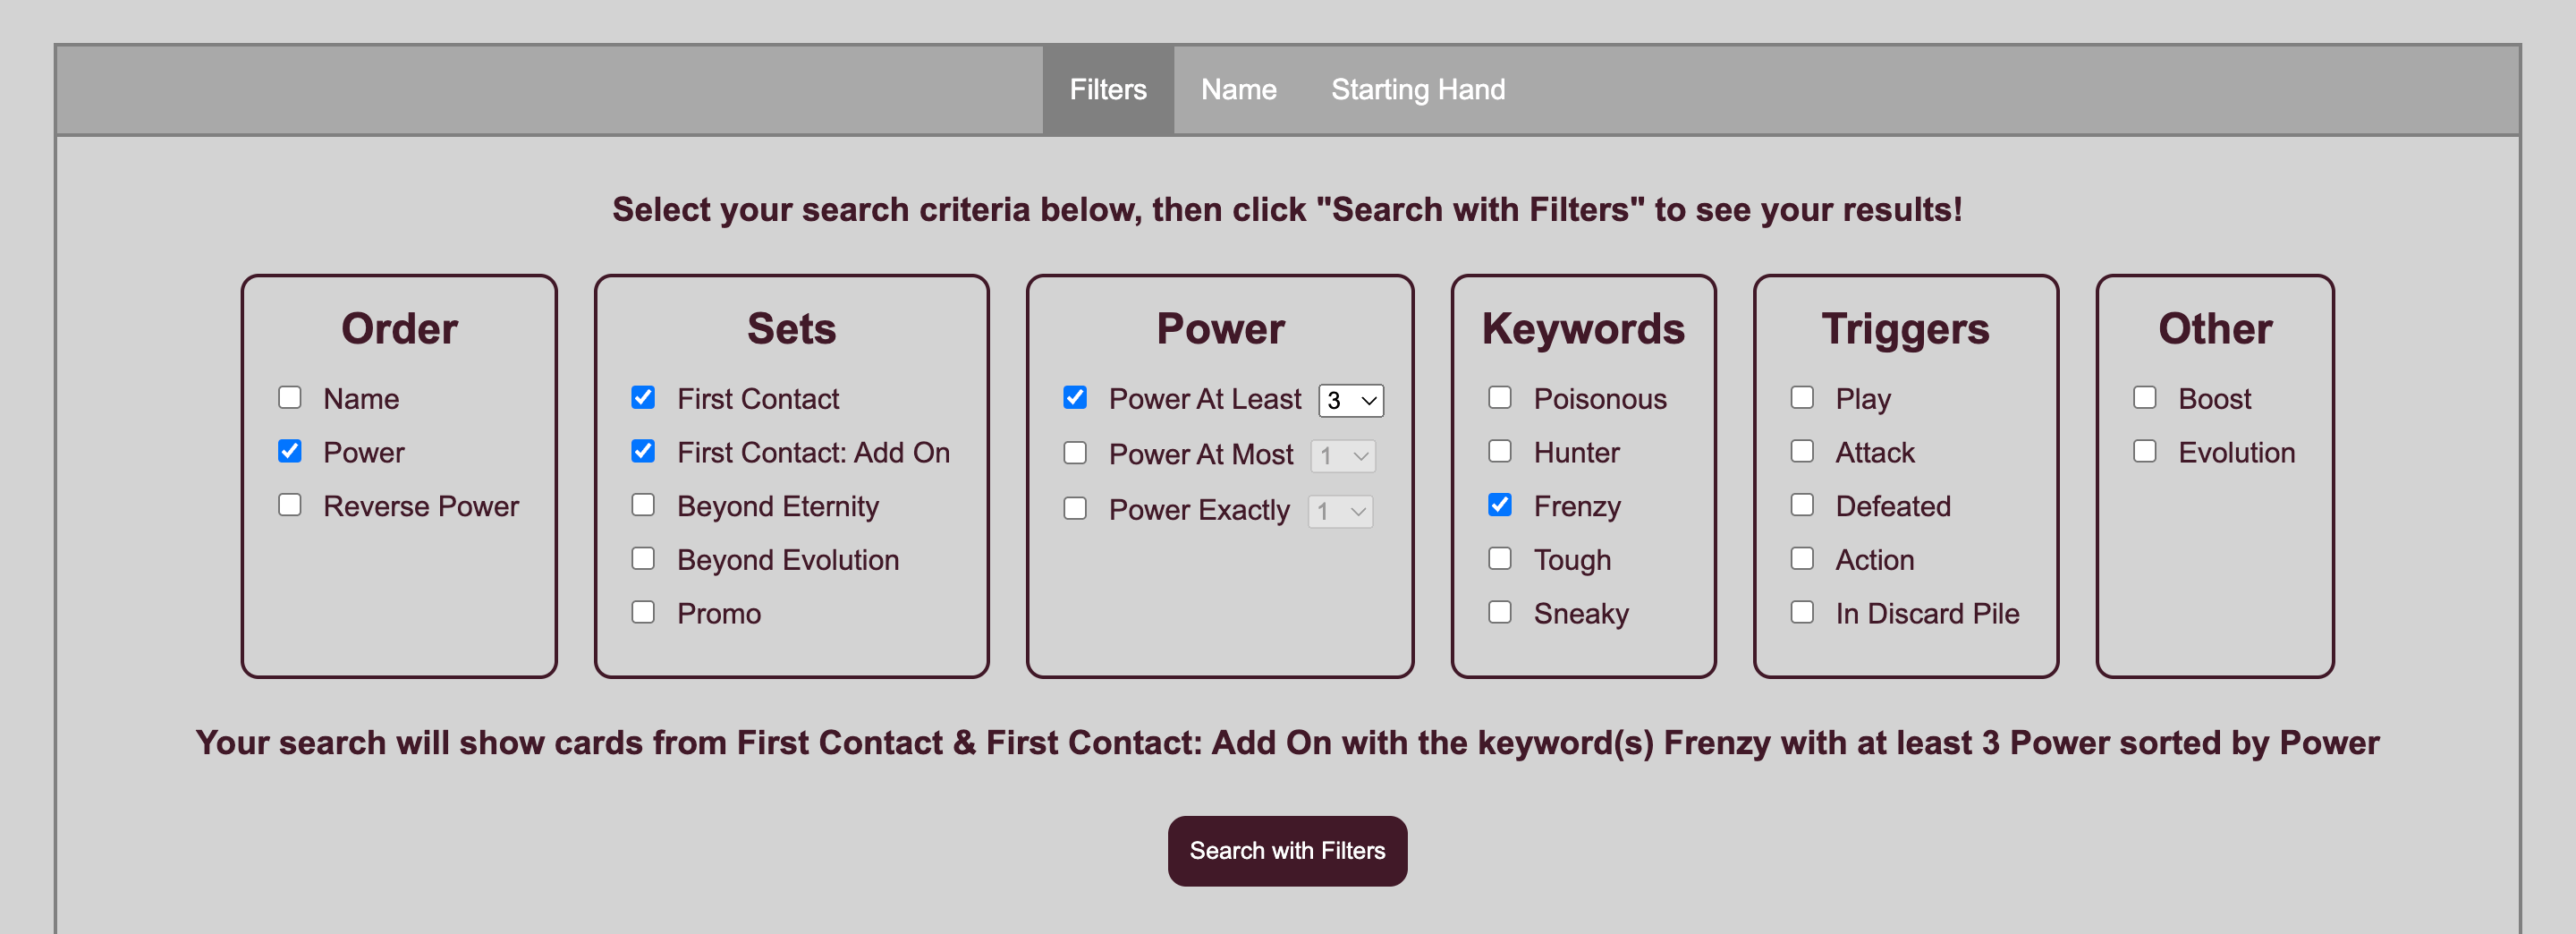 Filters Name Starting Hand
Select your search criteria below, then click "Search with Filters" to see your results!
Order
Name
Power
Reverse Power
Sets
First Contact
First Contact: Add On
Beyond Eternity
Beyond Evolution
Promo
Power
Power At Least 3
Power At Most 1
Power Exactly 1
Keywords
Poisonous
Hunter
Frenzy
Tough
Sneaky
Triggers
Play
Attack
Defeated
Action
In Discard Pile
Other
Boost
Evolution
Your search will show cards from First Contact & First Contact: Add On with the keyword(s) Frenzy with at least 3 Power sorted by Power
Search with Filters